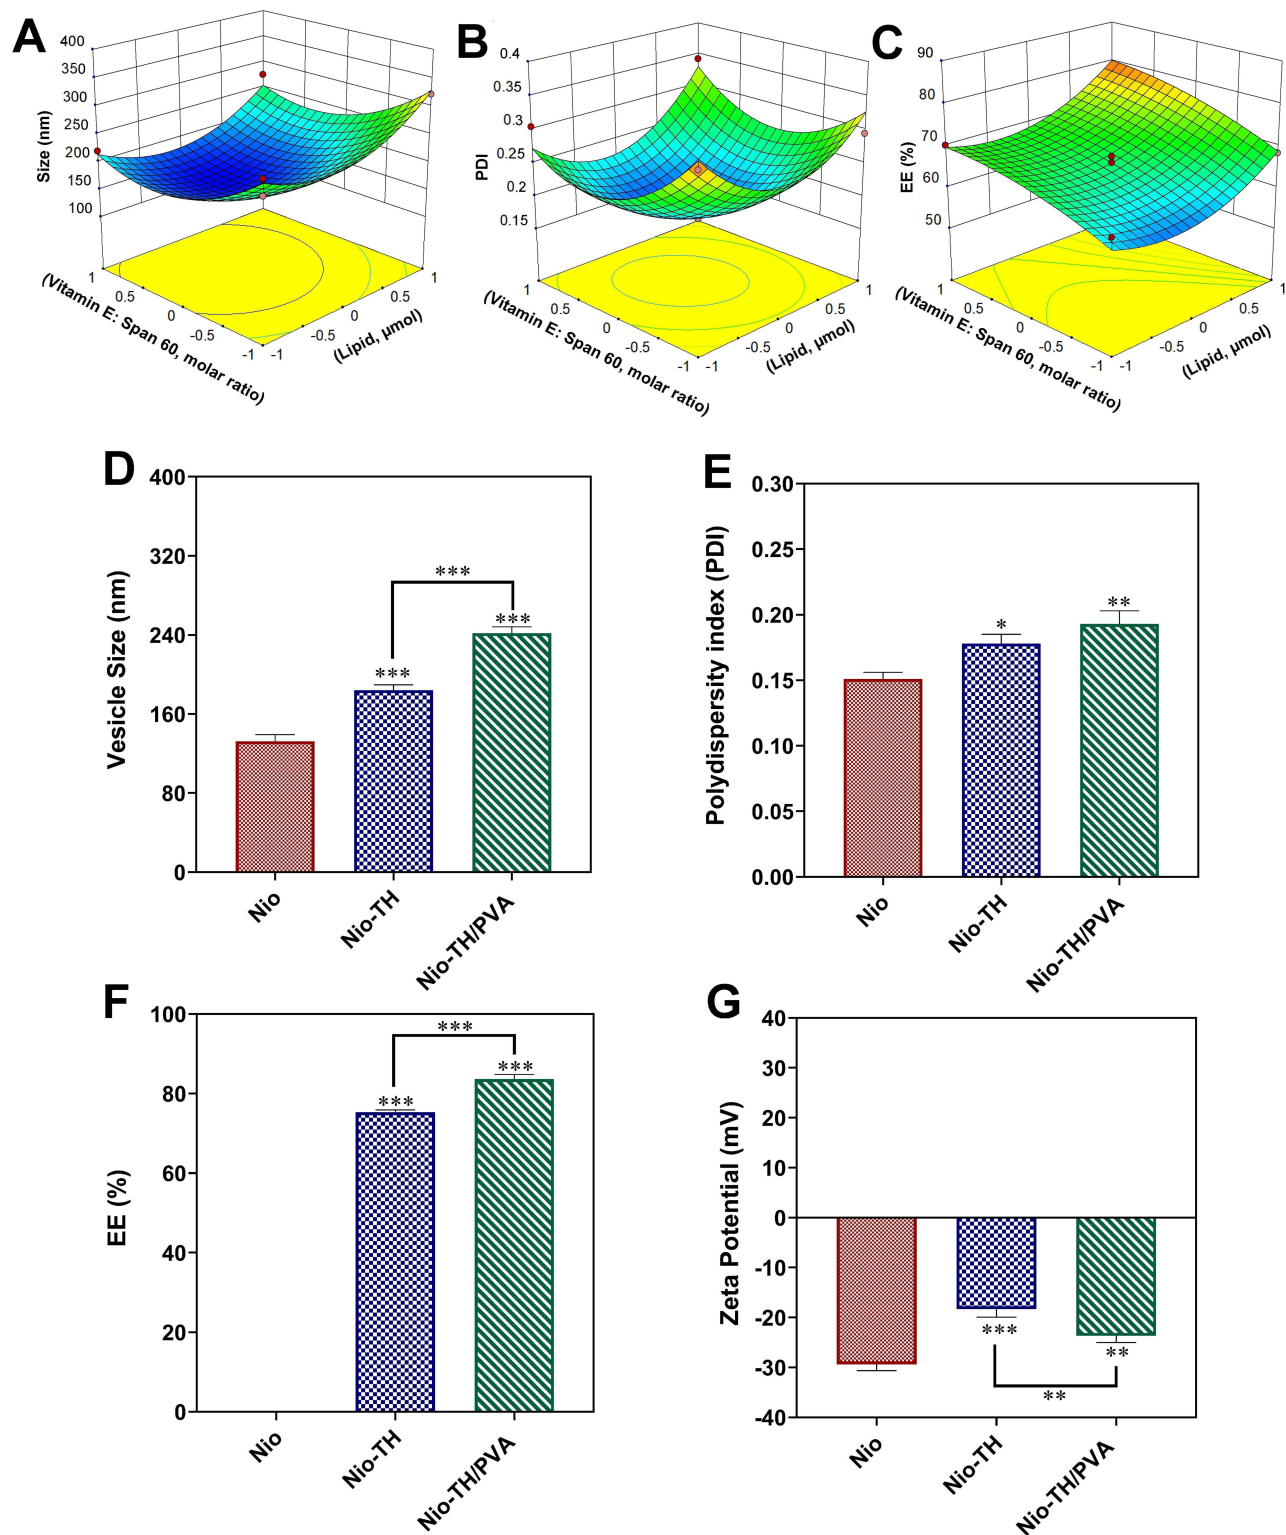 A
400
350
300
250
200
150
100
Size (nm)
1
0.5
0
-0.5
-1
(Vitamin E: Span 60, molar ratio)
-1
-0.5
0
0.5
1
(Lipid, µmol)
B
0.4
0.35
0.3
0.25
0.2
0.15
PDI
1
0.5
0
-0.5
-1
(Vitamin E: Span 60, molar ratio)
-1
-0.5
0
0.5
1
(Lipid, µmol)
C
90
80
70
60
50
EE (%)
1
0.5
0
-0.5
-1
(Vitamin E: Span 60, molar ratio)
-1
-0.5
0
0.5
1
(Lipid, µmol)
D
400
320
240
160
80
0
Vesicle Size (nm)
***
***
***
Nio
Nio-TH
Nio-TH/PVA
E
0.30
0.25
0.20
0.15
0.10
0.05
0.00
Polydispersity index (PDI)
*
**
Nio
Nio-TH
Nio-TH/PVA
F
100
80
60
40
20
0
EE (%)
***
***
***
Nio
Nio-TH
Nio-TH/PVA
G
40
30
20
10
0
-10
-20
-30
-40
Zeta Potential (mV)
***
**
**
Nio
Nio-TH
Nio-TH/PVA